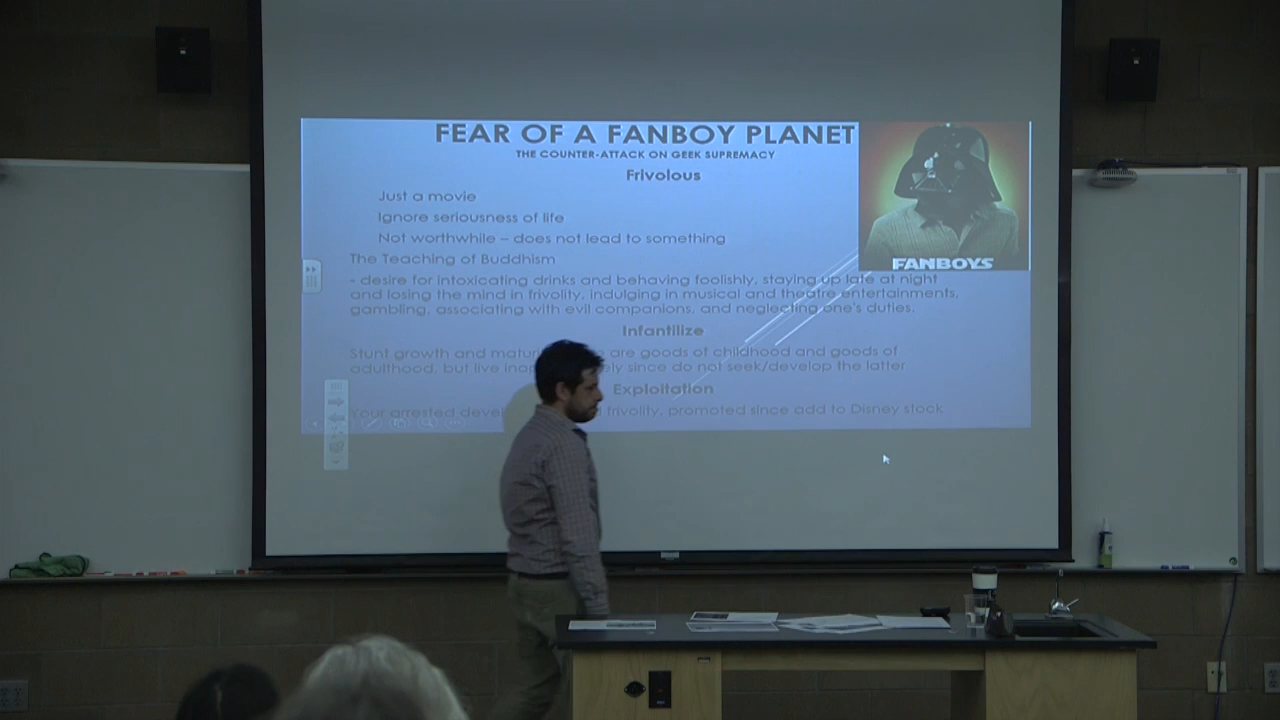 FEAR OF A FANBOY PLANET
THE COUNTER-ATTACK ON GEEK SUPREMACY
Frivolous
Just a movie
Ignore seriousness of life
Not worthwhile – does not lead to something
FANBOYS
The Teaching of Buddhism
- desire for intoxicating drinks and behaving foolishly, staying up late at night
and losing the mind in frivolity, indulging in musical and theatre entertainments,
gambling, associating with evil companions, and neglecting one's duties.
Infantilize
Stunt growth and are goods of childhood and goods of
adulthood, but live since do not seek/develop the latter
Exploitation
Your arrested frivolity, promoted since add to Disney stock